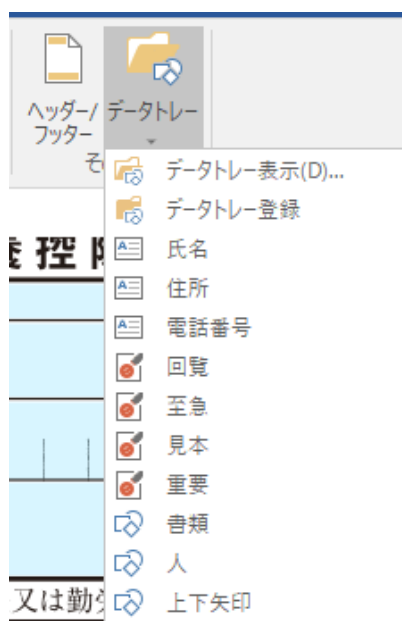 ヘッダー/
フッター
データトレー
そ
データトレー表示(D)...
データトレー登録
控
氏名
住所
電話番号
回覧
至急
見本
重要
書類
人
上下矢印
又は勤